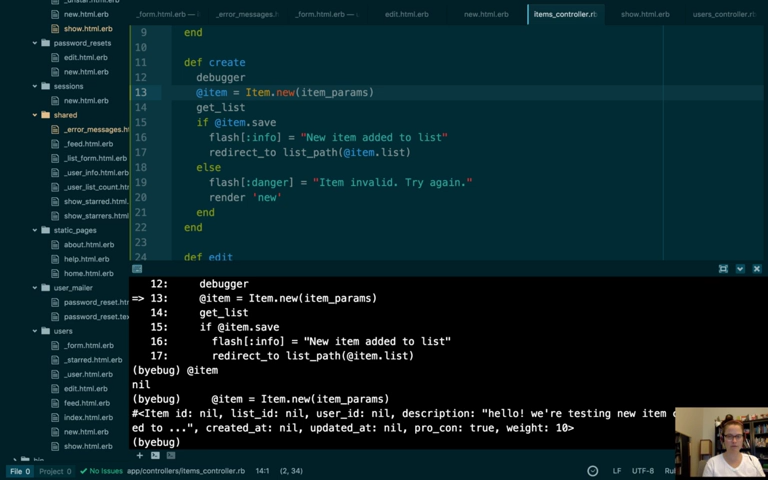 _form.html.erb —
_error_messages.h
_form.html.erb — 
edit.html.erb
new.html.erb
items_controller.rb
show.html.erb
users_controller.rb
new.html.erb
show.html.erb
password_resets
edit.html.erb
new.html.erb
sessions
new.html.erb
shared
_error_messages.ht
_feed.html.erb
_list_form.html.erb
_user_info.html.erb
_user_list_count.htm
show_starred.html.e
show_starrers.html.
static_pages
about.html.erb
help.html.erb
home.html.erb
user_mailer
password_reset.htm
password_reset.tex
users
_form.html.erb
_starred.html.erb
_user.html.erb
edit.html.erb
feed.html.erb
index.html.erb
new.html.erb
show.html.erb
9 end
10
11 def create
12 debugger
13 @item = Item.new(item_params)
14 get_list
15 if @item.save
16 flash[:info] = "New item added to list"
17 redirect_to list_path(@item.list)
18 else
19 flash[:danger] = "Item invalid. Try again."
20 render 'new'
21 end
22 end
23
24 def edit
12: debugger
=> 13: @item = Item.new(item_params)
14: get_list
15: if @item.save
16: flash[:info] = "New item added to list"
17: redirect_to list_path(@item.list)
(byebug) @item
nil
(byebug) @item = Item.new(item_params)
#<Item id: nil, list_id: nil, user_id: nil, description: "hello! we're testing new item
ed to ...", created_at: nil, updated_at: nil, pro_con: true, weight: 10>
(byebug)
File 0 Project 0 No Issues app/controllers/items_controller.rb 14:1 (2, 34) LF UTF-8